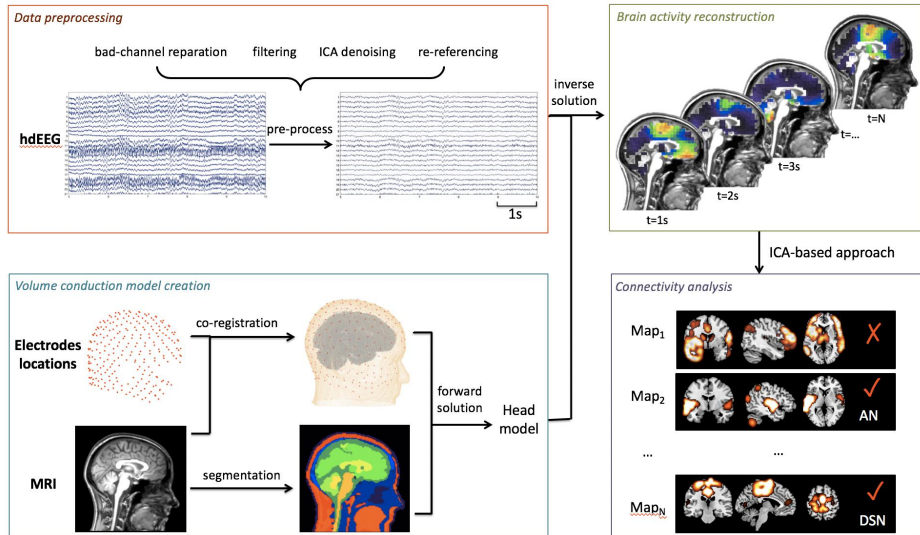 Data preprocessing
bad-channel reparation filtering ICA denoising re-referencing
hdEEG
pre-process
1s
inverse
solution
Brain activity reconstruction
t=1s
t=2s
t=3s
t=...
t=N
ICA-based approach
Volume conduction model creation
Electrodes
locations
co-registration
MRI
segmentation
forward
solution
Head
model
Connectivity analysis
Map1
Map2
AN
... ...
MapN
DSN